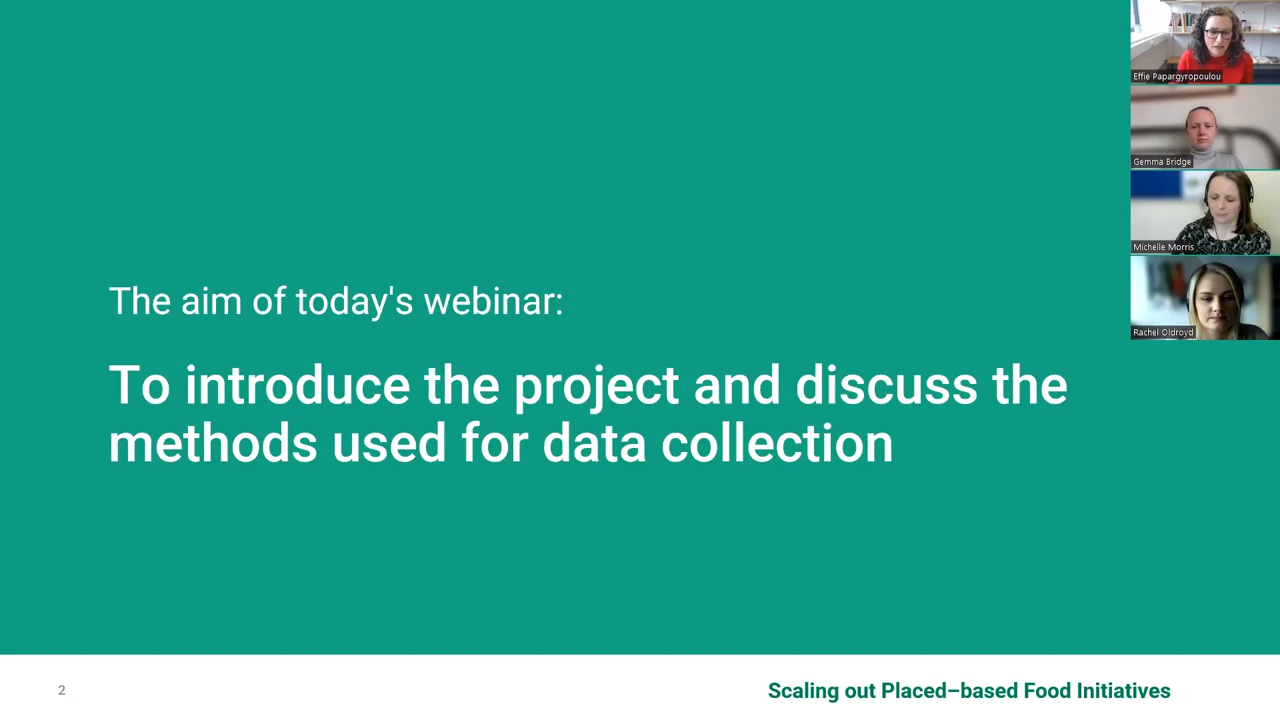 Effie Papargyropoulou
Gemma Bridge
Michelle Morris
Rachel Oldroyd
The aim of today's webinar:
To introduce the project and discuss the
methods used for data collection
2
Scaling out Placed–based Food Initiatives